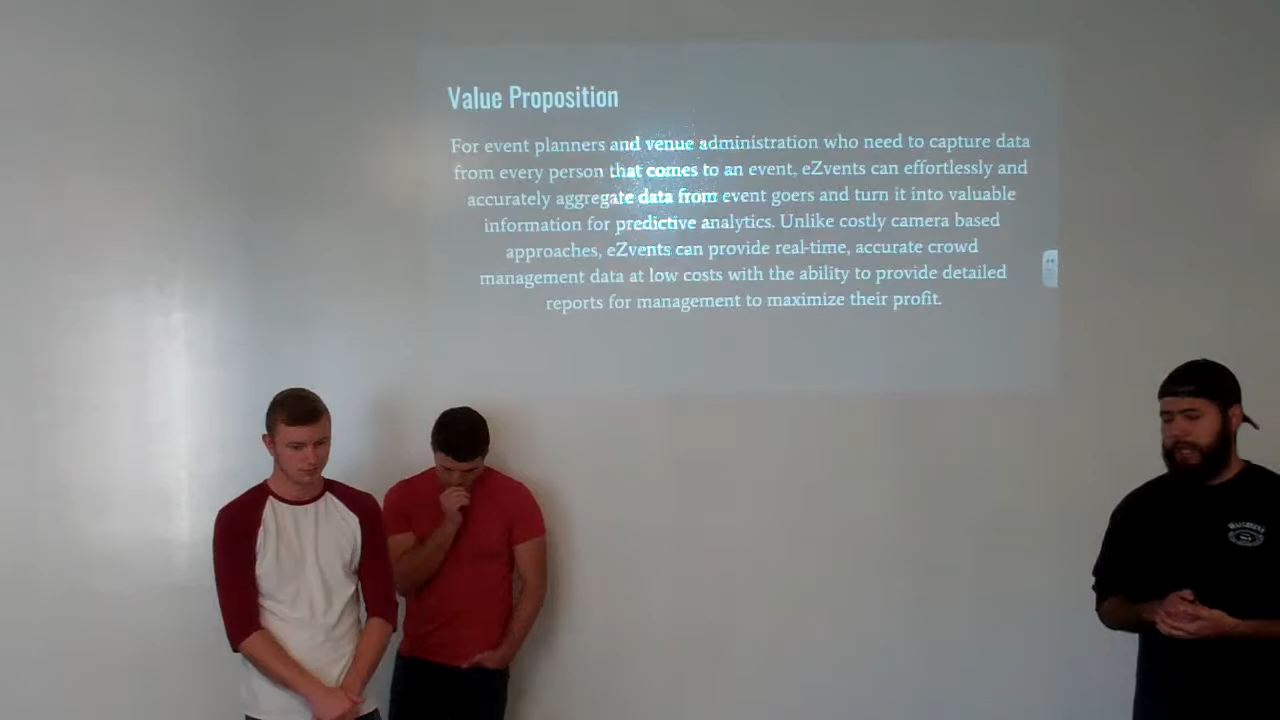 Value Proposition
For event planners and venue administration who need to capture data
from every person that comes to an event, eZvents can effortlessly and
accurately aggregate data from event goers and turn it into valuable
information for predictive analytics. Unlike costly camera based
approaches, eZvents can provide real-time, accurate crowd
management data at low costs with the ability to provide detailed
reports for management to maximize their profit.